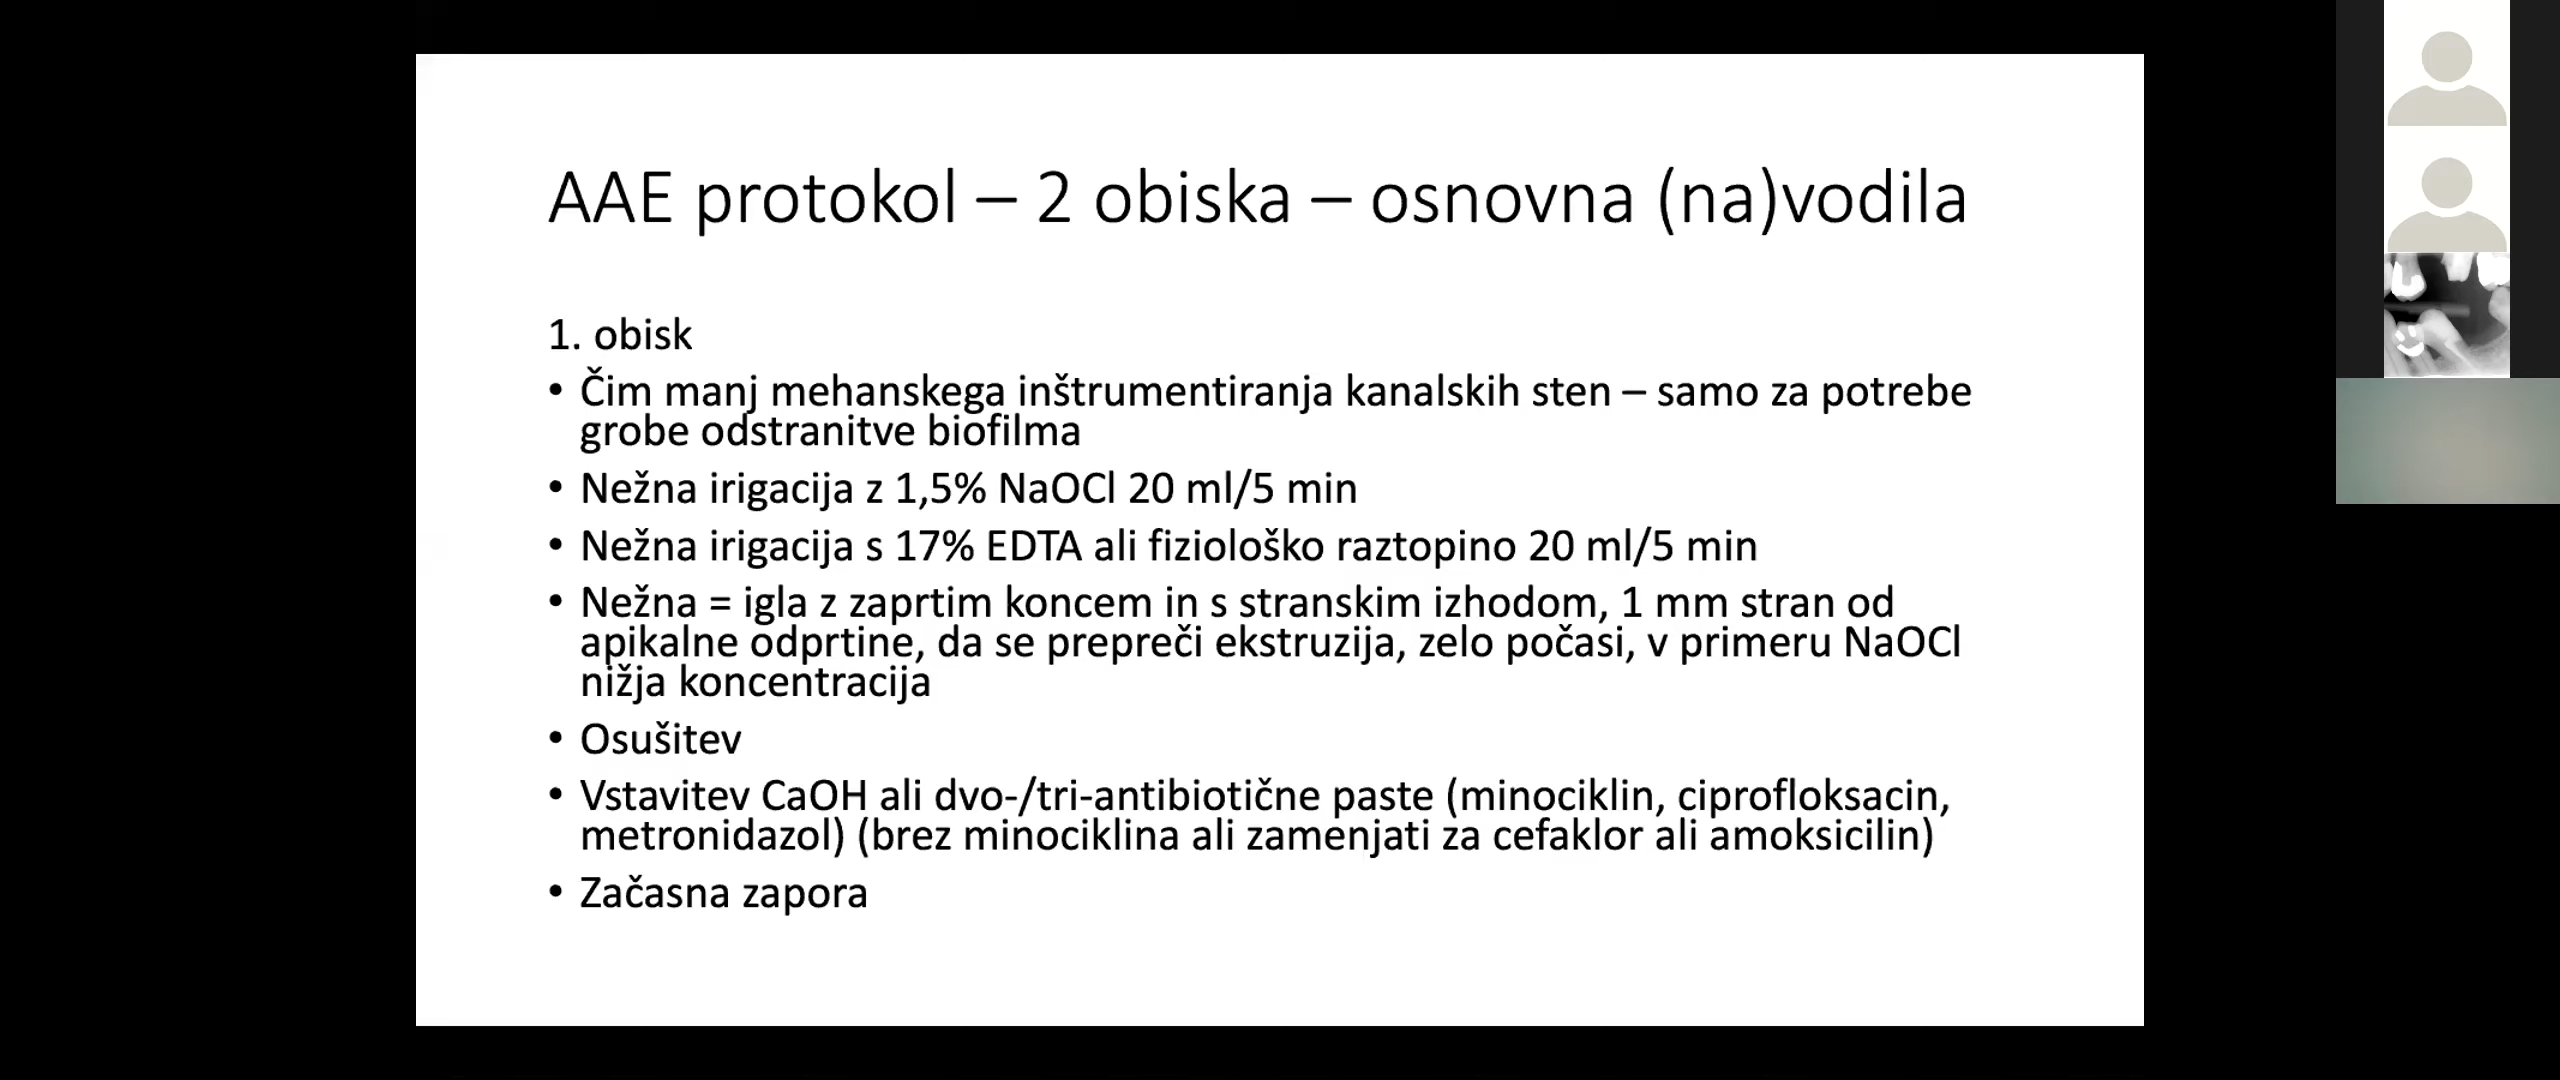 AAE protokol – 2 obiska – osnovna (na)vodila
1. obisk
• Čim manj mehanskega inštrumentiranja kanalskih sten – samo za potrebe
grobe odstranitve biofilma
• Nežna irigacija z 1,5% NaOCl 20 ml/5 min
• Nežna irigacija s 17% EDTA ali fiziološko raztopino 20 ml/5 min
• Nežna = igla z zaprtim koncem in s stranskim izhodom, 1 mm stran od
apikalne odprtine, da se prepreči ekstruzija, zelo počasi, v primeru NaOCl
nižja koncentracija
• Osušitev
• Vstavitev CaOH ali dvo-/tri-antibiotične paste (minociklin, ciprofloksacin,
metronidazol) (brez minociklina ali zamenjati za cefaklor ali amoksicilin)
• Začasna zapora